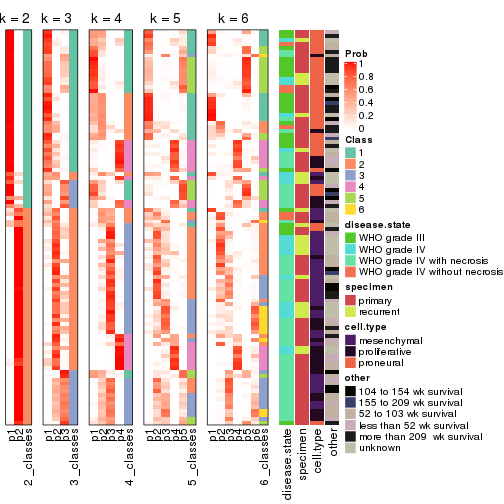 k = 2 k = 3 k = 4 k = 5 k = 6
Prob
1
0.8
0.6
0.4
0.2
0
Class
1
2
3
4
5
6
disease.state
WHO grade III
WHO grade IV
WHO grade IV with necrosis
WHO grade IV without necrosis
specimen
primary
recurrent
cell.type
mesenchymal
proliferative
proneural
other
104 to 154 wk survival
155 to 209 wk survival
52 to 103 wk survival
less than 52 wk survival
more than 209 wk survival
unknown
p1 p2 2_classes p1 p2 p3 3_classes p1 p2 p3 p4 4_classes p1 p2 p3 p4 p5 5_classes p1 p2 p3 p4 p5 p6 6_classes disease.state specimen cell.type other